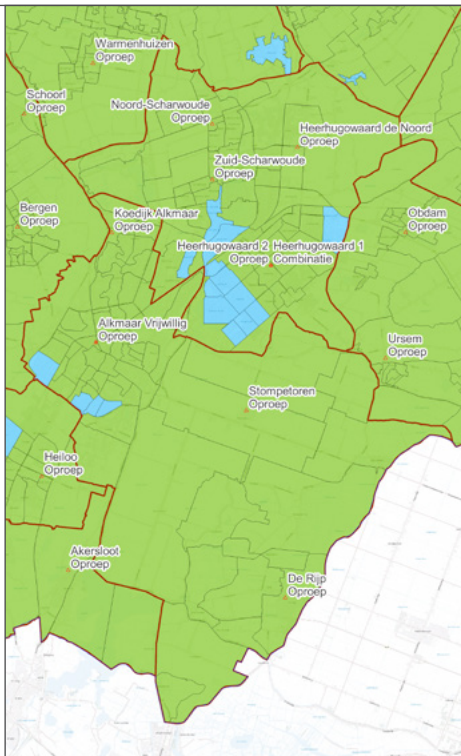 Warmenhuizen
Oproep
Schoorl
Oproep
Noord-Scharwoude
Oproep
Heerhugowaard de Noord
Oproep
Zuid-Scharwoude
Oproep
Bergen
Oproep
Koedijk Alkmaar
Oproep
Obdam
Oproep
Heerhugowaard 2
Oproep
Heerhugowaard 1
Combinatie
Alkmaar Vrijwillig
Oproep
Ursem
Oproep
Stompetoren
Oproep
Heiloo
Oproep
Akersloot
Oproep
De Rijp
Oproep